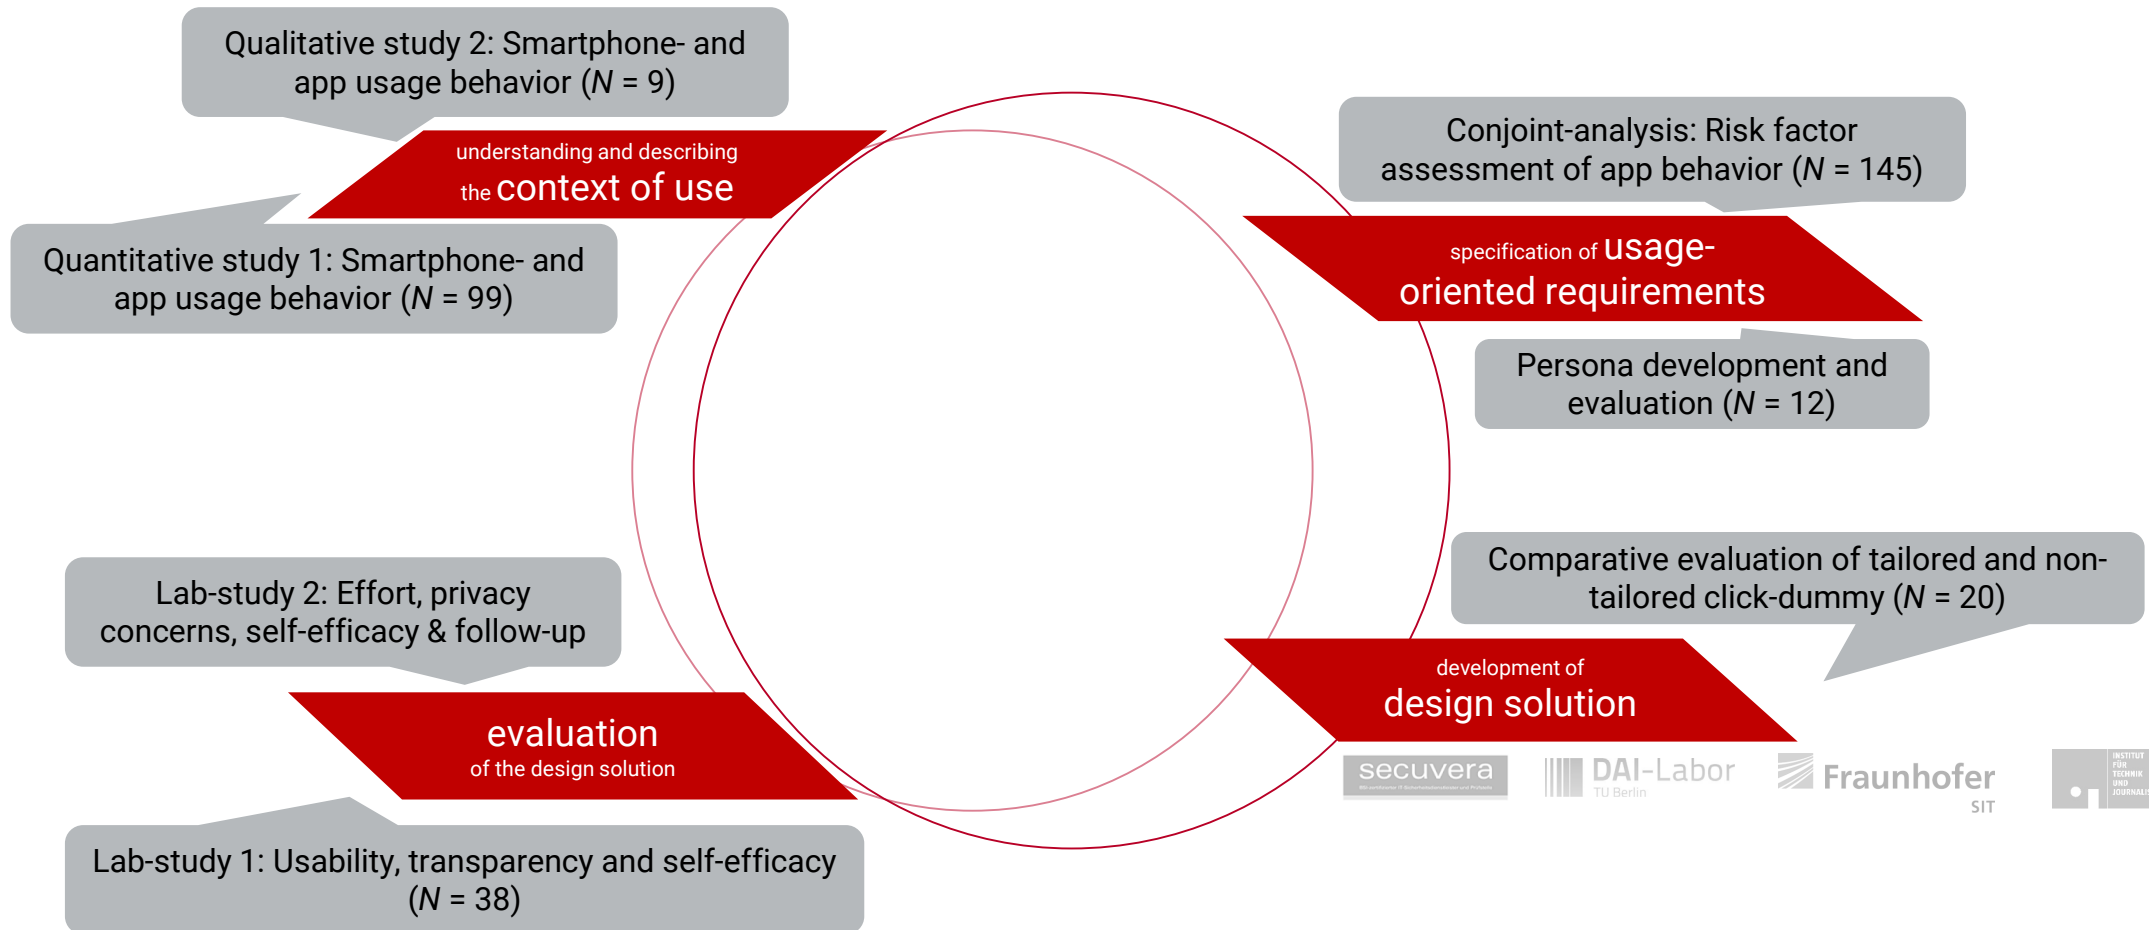 Qualitative study 2: Smartphone- and
app usage behavior (N = 9)
understanding and describing
the context of use
Quantitative study 1: Smartphone- and
app usage behavior (N = 99)
Conjoint-analysis: Risk factor
assessment of app behavior (N = 145)
specification of usage-
oriented requirements
Persona development and
evaluation (N = 12)
Comparative evaluation of tailored and non-
tailored click-dummy (N = 20)
development of
design solution
Lab-study 2: Effort, privacy
concerns, self-efficacy & follow-up
evaluation
of the design solution
Lab-study 1: Usability, transparency and self-efficacy
(N = 38)
secuvera
DAI-Labor
TU Berlin
Fraunhofer
SIT
INSTITUT
FÜR
TECHNIK
UND